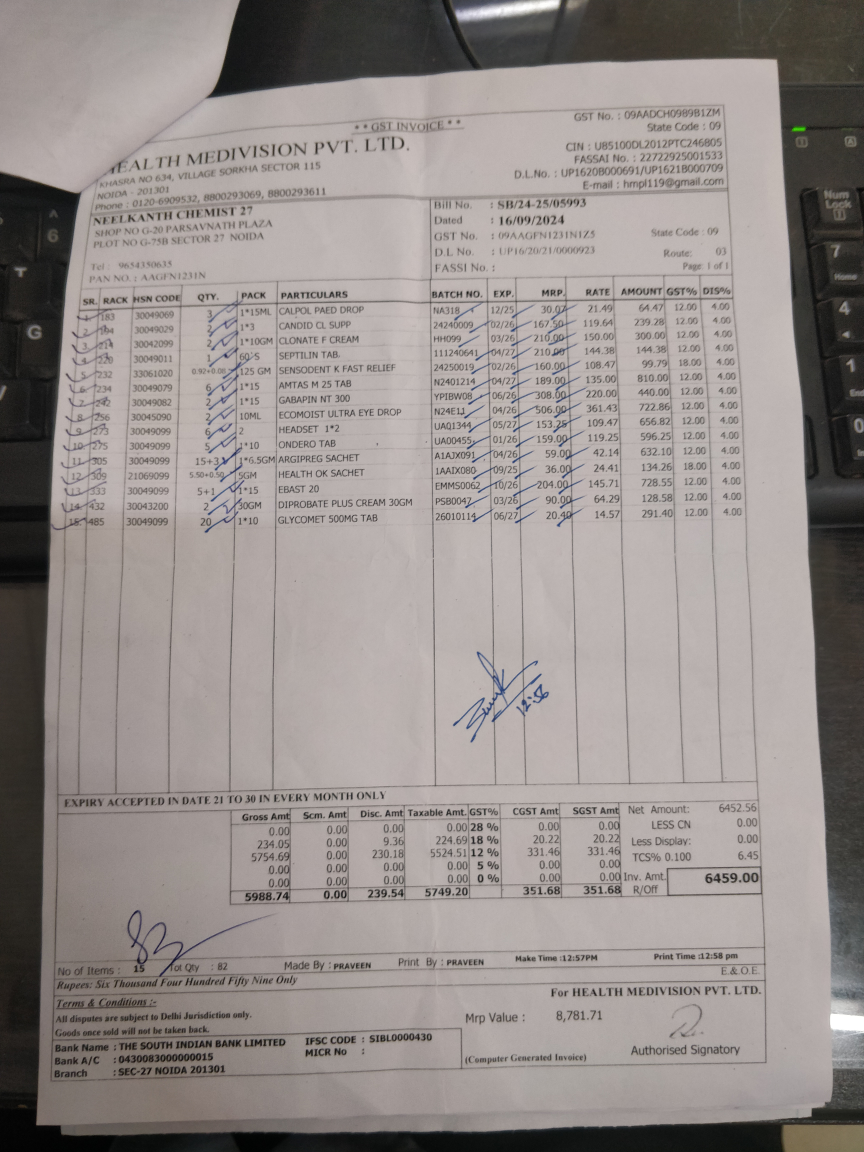 **GST INVOICE**
HEALTH MEDIVISION PVT. LTD.
KHASRA NO 634, VILLAGE SORKHA SECTOR 115
NOIDA - 201301
Phone : 0120-6909532, 8800293069, 8800293611
GST No. : 09AADCH0989B1ZM
State Code : 09
CIN : U85100DL2012PTC246805
FASSAI No. : 22722925001533
D.L.No. : UP1620B000691/UP1621B000709
E-mail : hmpl119@gmail.com
NEELKANTH CHEMIST 27
SHOP NO G-20 PARSAVNATH PLAZA
PLOT NO G-75B SECTOR 27 NOIDA
Tel : 9654350635
PAN NO. : AAGFN1231N
Bill No. : SB/24-25/05993
Dated : 16/09/2024
GST No. : 09AAGFN1231N1Z5 State Code : 09
D.L No. : UP16/20/21/0000923 Route: 03
FASSI No. : Page 1 of 1
SR. RACK HSN CODE QTY. PACK PARTICULARS BATCH NO. EXP. MRP. RATE AMOUNT GST% DIS%
1. 183 30049069 3 1*15ML CALPOL PAED DROP NA318 12/25 30.07 21.49 64.47 12.00 4.00
2. 194 30049029 2 1*3 CANDID CL SUPP 24240009 02/26 167.50 119.64 239.28 12.00 4.00
3. 214 30042099 2 1*10GM CLONATE F CREAM HH099 03/26 210.00 150.00 300.00 12.00 4.00
4. 220 30049011 1 60'S SEPTILIN TAB. 111240641 04/27 210.00 144.38 144.38 12.00 4.00
5. 232 33061020 0.92+0.08 125 GM SENSODENT K FAST RELIEF 24250019 02/26 160.00 108.47 99.79 18.00 4.00
6. 234 30049079 6 1*15 AMTAS M 25 TAB N2401214 04/27 189.00 135.00 810.00 12.00 4.00
7. 242 30049082 2 1*15 GABAPIN NT 300 YPIBW08 06/26 308.00 220.00 440.00 12.00 4.00
8. 256 30045090 2 10ML ECOMOIST ULTRA EYE DROP N24E11 04/26 506.00 361.43 722.86 12.00 4.00
9. 273 30049099 6 2 HEADSET 1*2 UAQ1344 05/27 153.25 109.47 656.82 12.00 4.00
10. 275 30049099 5 1*10 ONDERO TAB UA00455 01/26 159.00 119.25 596.25 12.00 4.00
11. 305 30049099 15+3 1*6.5GM ARGIPREG SACHET A1AJX091 04/26 59.00 42.14 632.10 12.00 4.00
12. 309 21069099 5.50+0.50 5GM HEALTH OK SACHET 1AAIX080 09/25 36.00 24.41 134.26 18.00 4.00
13. 333 30049099 5+1 1*15 EBAST 20 EMMS0062 10/26 204.00 145.71 728.55 12.00 4.00
14. 432 30043200 2 30GM DIPROBATE PLUS CREAM 30GM PSB0047 03/26 90.00 64.29 128.58 12.00 4.00
15. 485 30049099 20 1*10 GLYCOMET 500MG TAB 26010114 06/27 20.40 14.57 291.40 12.00 4.00
12:56
EXPIRY ACCEPTED IN DATE 21 TO 30 IN EVERY MONTH ONLY
Gross Amt Scm. Amt Disc. Amt Taxable Amt. GST% CGST Amt SGST Amt
0.00 0.00 0.00 0.00 28 % 0.00 0.00
234.05 0.00 9.36 224.69 18 % 20.22 20.22
5754.69 0.00 230.18 5524.51 12 % 331.46 331.46
0.00 0.00 0.00 0.00 5 % 0.00 0.00
0.00 0.00 0.00 0.00 0 % 0.00 0.00
5988.74 0.00 239.54 5749.20 351.68 351.68
Net Amount: 6452.56
LESS CN 0.00
Less Display: 0.00
TCS% 0.100 6.45
Inv. Amt. 6459.00
R/Off
No of Items : 15 Tot Qty : 82 Made By : PRAVEEN Print By : PRAVEEN Make Time :12:57PM Print Time :12:58 pm
Rupees: Six Thousand Four Hundred Fifty Nine Only E.& O.E.
Terms & Conditions :-
All disputes are subject to Delhi Jurisdiction only.
Goods once sold will not be taken back.
Bank Name : THE SOUTH INDIAN BANK LIMITED IFSC CODE : SIBL0000430
Bank A/C : 0430083000000015 MICR No :
Branch : SEC-27 NOIDA 201301
For HEALTH MEDIVISION PVT. LTD.
Mrp Value : 8,781.71
(Computer Generated Invoice) Authorised Signatory
Num
Lock
7
Home
4
1
End
0
Ins
6
T
G